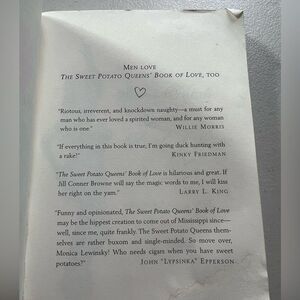 MEN LOVE
THE SWEET POTATO QUEENS' BOOK OF LOVE, TOO
"Riotous, irreverent, and knockdown naughty—a must for any
man who has ever loved a spirited woman, and for any woman
who is one." WILLIE MORRIS
"If everything in this book is true, I'm going duck hunting with
a rake!" KINKY FRIEDMAN
"The Sweet Potato Queens' Book of Love is hilarious and great. If
Jill Conner Browne will say the magic words to me, I will kiss
her right on the yam." LARRY L. KING
"Funny and opinionated, The Sweet Potato Queens' Book of Love
may be the hippest creation to come out of Mississippi since—
well, since me, quite frankly. The Sweet Potato Queens
themselves are rather buxom and single-minded. So move over,
Monica Lewinsky! Who needs cigars when you have sweet
potatoes?" JOHN "LYPSINKA" EPPERSON